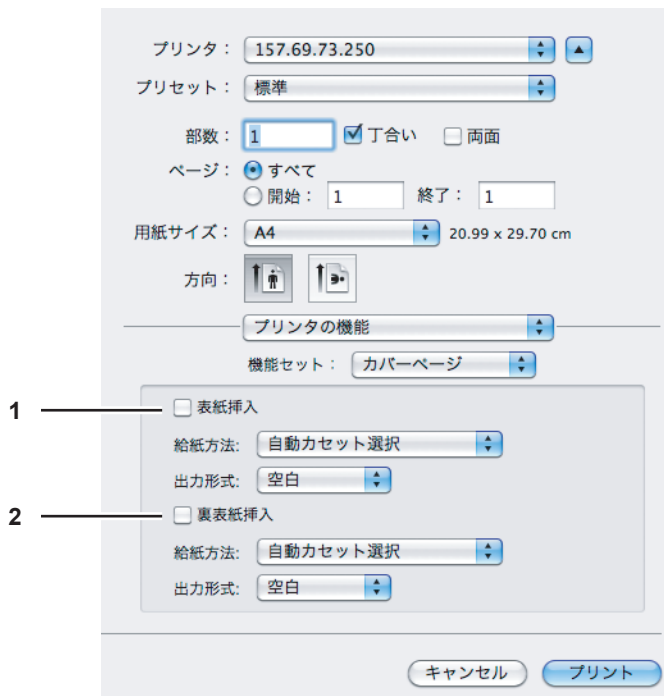 プリンタ： 157.69.73.250
プリセット： 標準
部数： 1 丁合い 両面
ページ： すべて
開始： 1 終了： 1
用紙サイズ： A4 20.99 x 29.70 cm
方向：
プリンタの機能
機能セット： カバーページ
1 表紙挿入
給紙方法: 自動カセット選択
出力形式: 空白
2 裏表紙挿入
給紙方法: 自動カセット選択
出力形式: 空白
キャンセル プリント